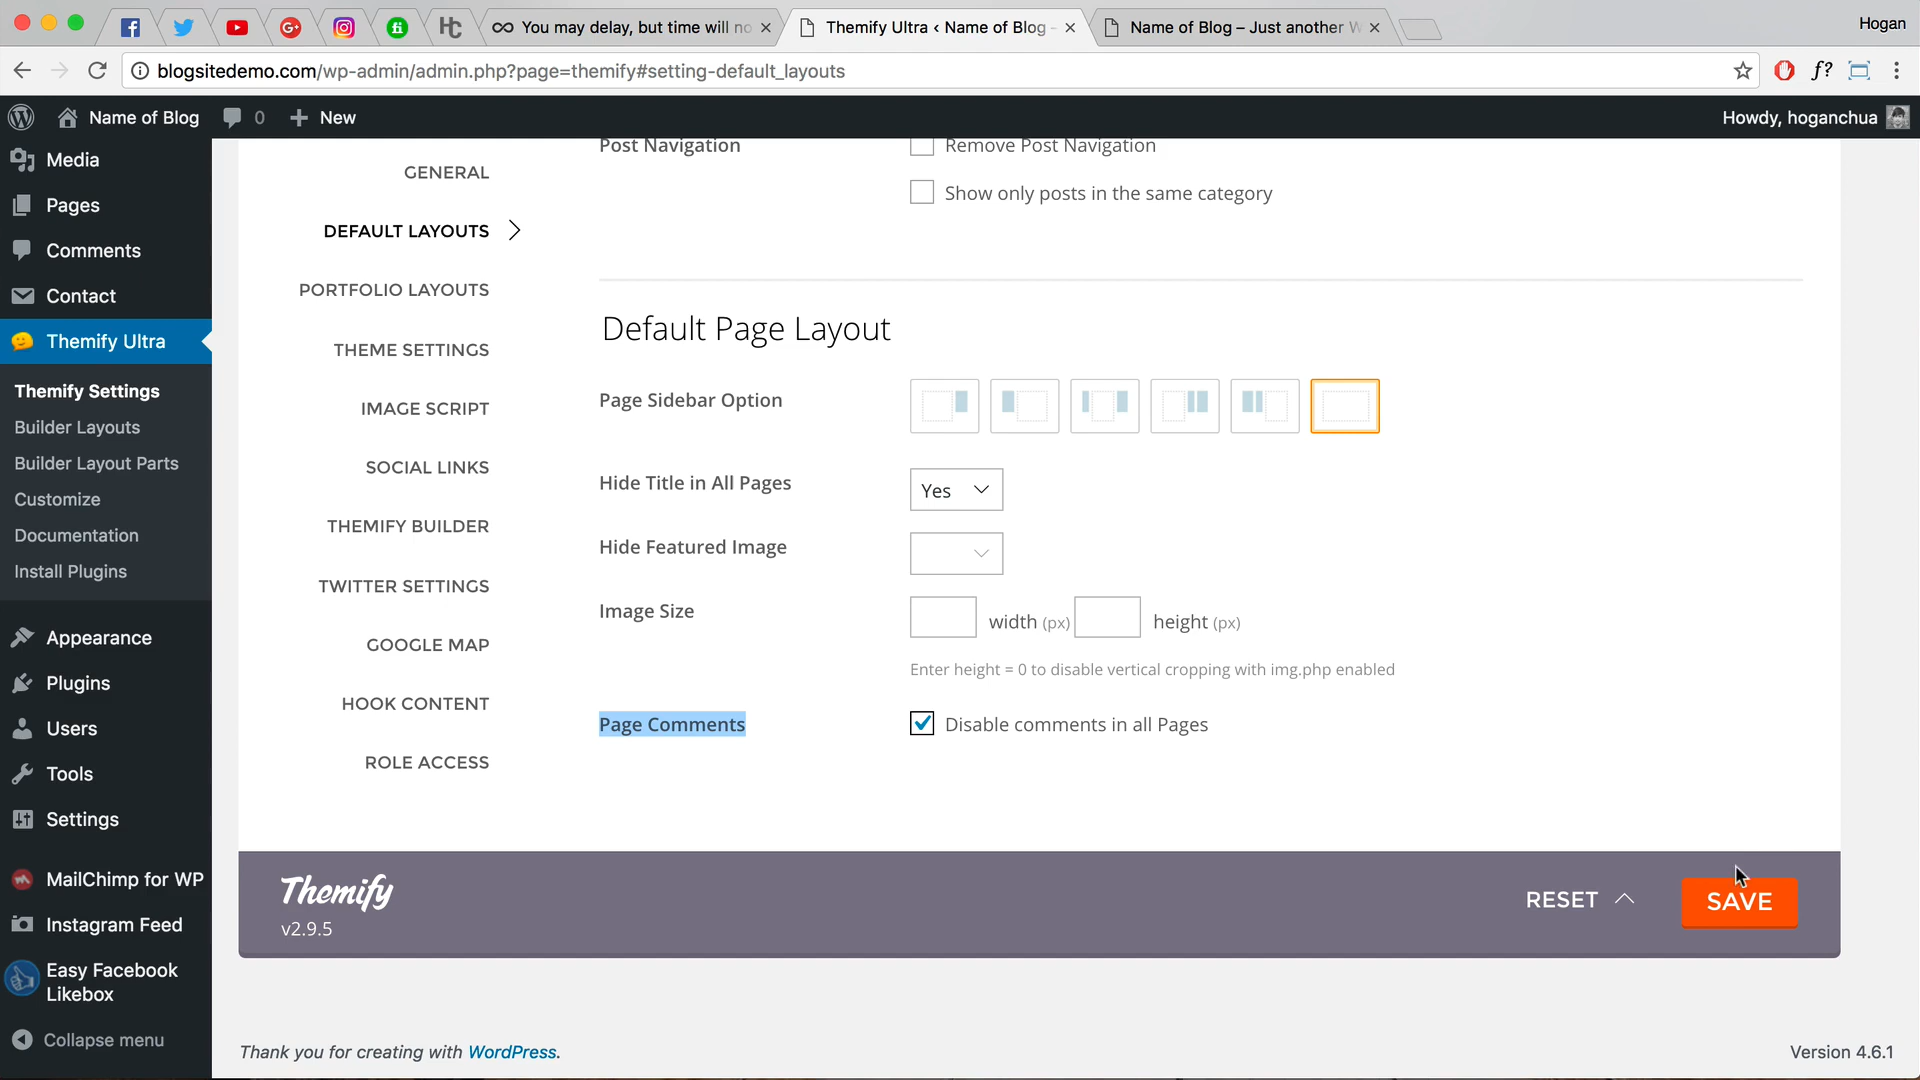 You may delay, but time will no
Themify Ultra ‹ Name of Blog -
Name of Blog – Just another W
Hogan
blogsitedemo.com/wp-admin/admin.php?page=themify#setting-default_layouts
f?
Name of Blog
0
New
Howdy, hoganchua
Media
Pages
Comments
Contact
Themify Ultra
Themify Settings
Builder Layouts
Builder Layout Parts
Customize
Documentation
Install Plugins
Appearance
Plugins
Users
Tools
Settings
MailChimp for WP
Instagram Feed
Easy Facebook
Likebox
Collapse menu
GENERAL
DEFAULT LAYOUTS
PORTFOLIO LAYOUTS
THEME SETTINGS
IMAGE SCRIPT
SOCIAL LINKS
THEMIFY BUILDER
TWITTER SETTINGS
GOOGLE MAP
HOOK CONTENT
ROLE ACCESS
Post Navigation
Remove Post Navigation
Show only posts in the same category
Default Page Layout
Page Sidebar Option
Hide Title in All Pages
Yes
Hide Featured Image
Image Size
width (px)
height (px)
Enter height = 0 to disable vertical cropping with img.php enabled
Page Comments
Disable comments in all Pages
Themify
v2.9.5
RESET
SAVE
Thank you for creating with WordPress.
Version 4.6.1